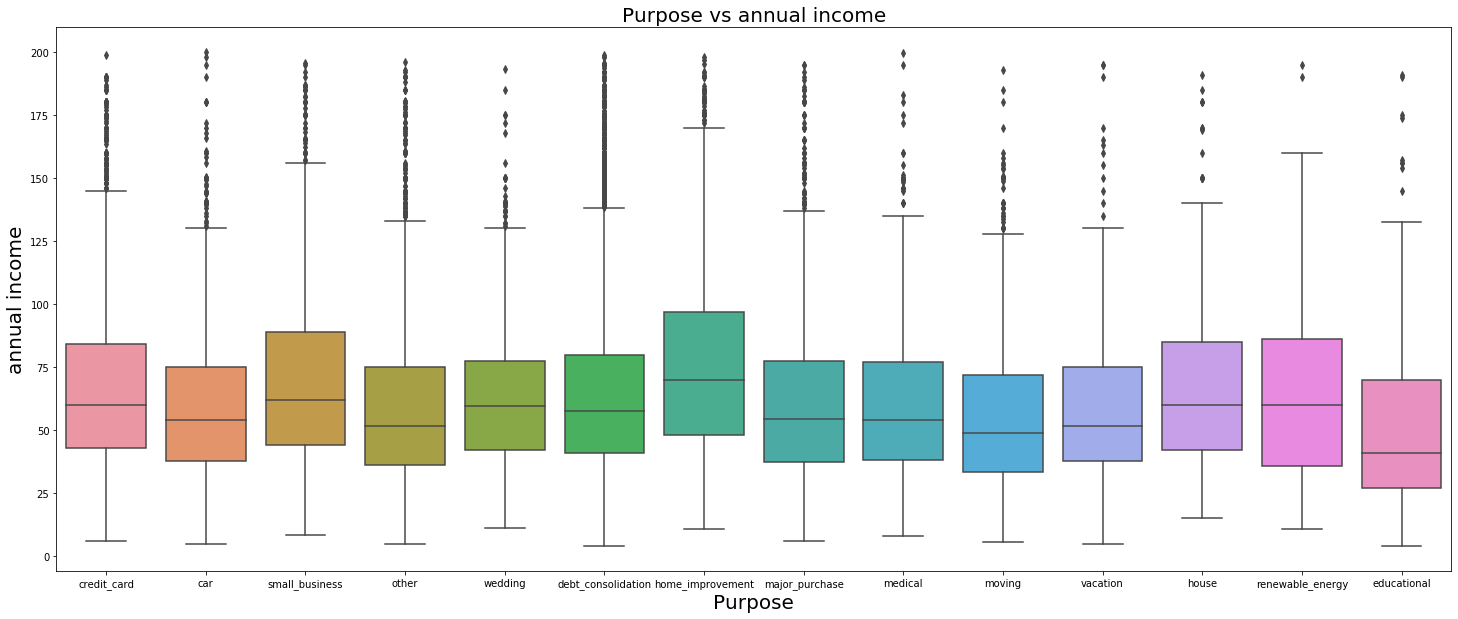 Purpose vs annual income
annual income
200
175
150
125
100
75
50
25
0
credit_card car small_business other wedding debt_consolidation home_improvement major_purchase medical moving vacation house renewable_energy educational
Purpose